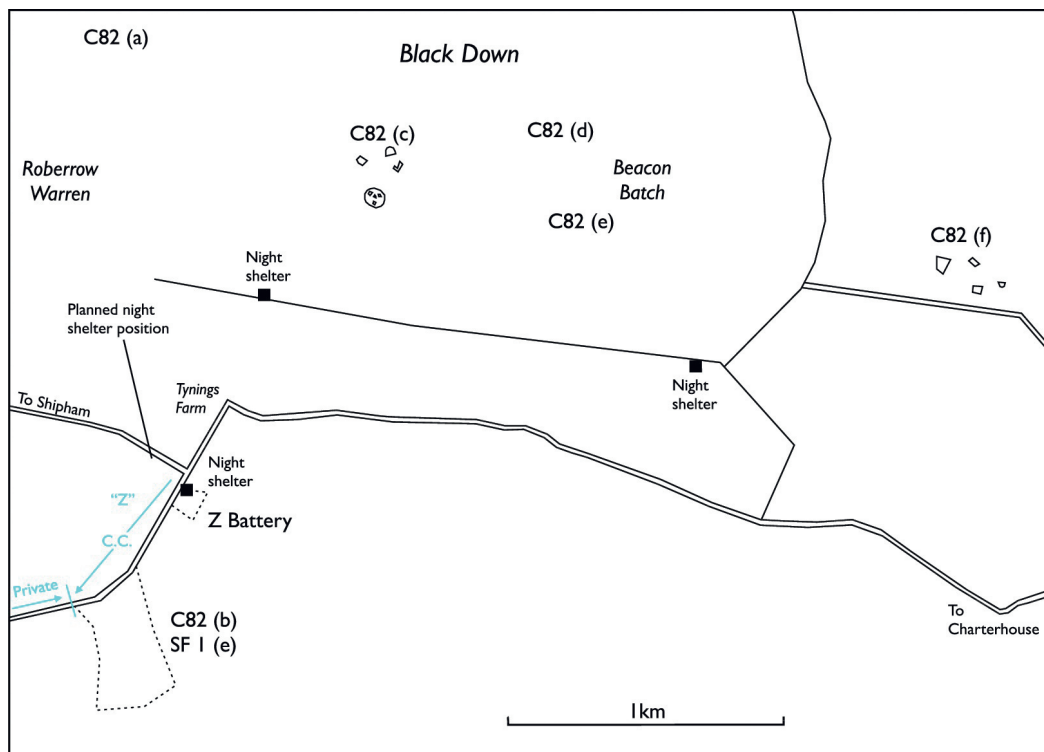 C82 (a)
Black Down
C82 (c)
C82 (d)
Roberrow
Warren
Beacon
Batch
C82 (e)
C82 (f)
Night
shelter
Planned night
shelter position
Night
shelter
Tynings
Farm
To Shipham
Night
shelter
"Z"
Z Battery
C.C.
Private
C82 (b)
SF 1 (e)
To
Charterhouse
1km